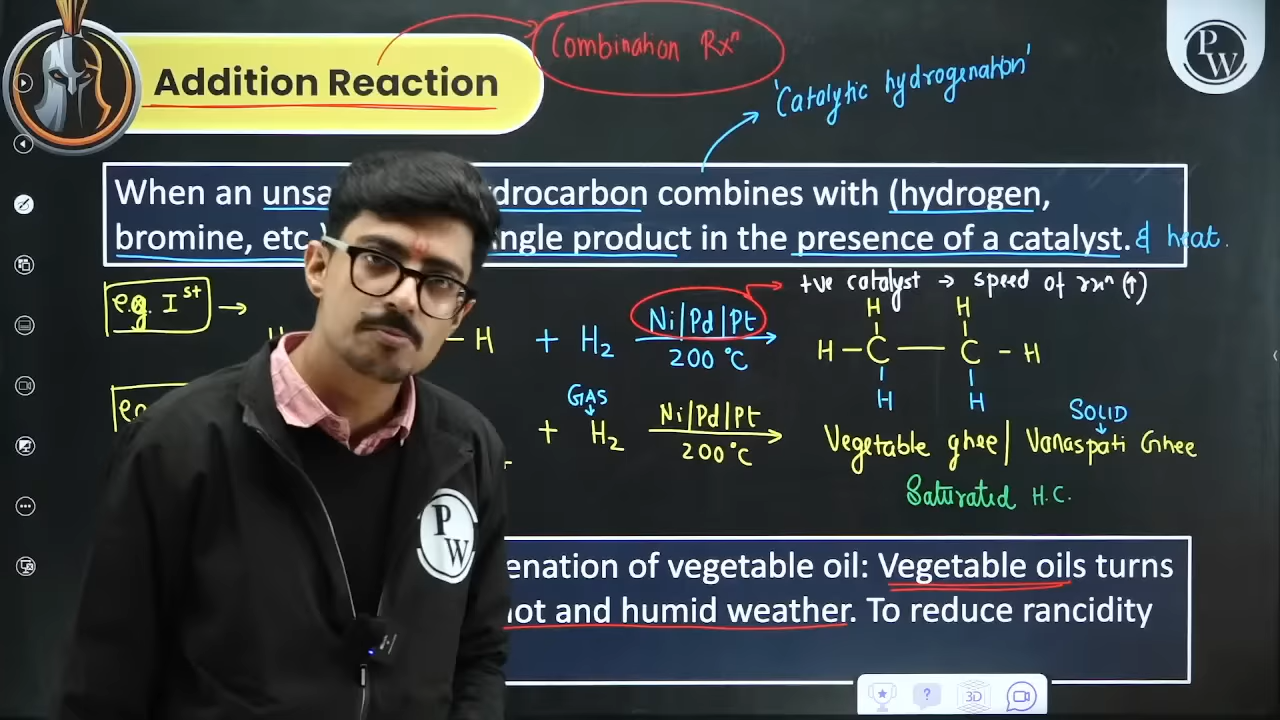 Combination Rxⁿ
Addition Reaction
'Catalytic hydrogenation'
P
W
When an unsa drocarbon combines with (hydrogen,
bromine, etc.) ngle product in the presence of a catalyst. & heat.
+ve catalyst → speed of rxⁿ (↑)
e.g. Iˢᵗ →
H H
– H + H₂ Ni/Pd/Pt H – C – C – H
200 °C
H H
GAS
SOLID
+ H₂ Ni/Pd/Pt Vegetable ghee / Vanaspati Ghee
200 °C
Saturated H.C.
P
W
enation of vegetable oil: Vegetable oils turns
hot and humid weather. To reduce rancidity
? 3D